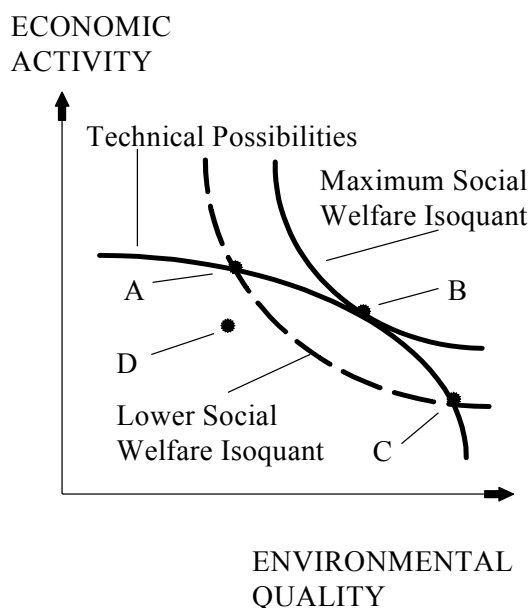 ECONOMIC
ACTIVITY
Technical Possibilities
Maximum Social
Welfare Isoquant
A
B
D
Lower Social
Welfare Isoquant
C
ENVIRONMENTAL
QUALITY